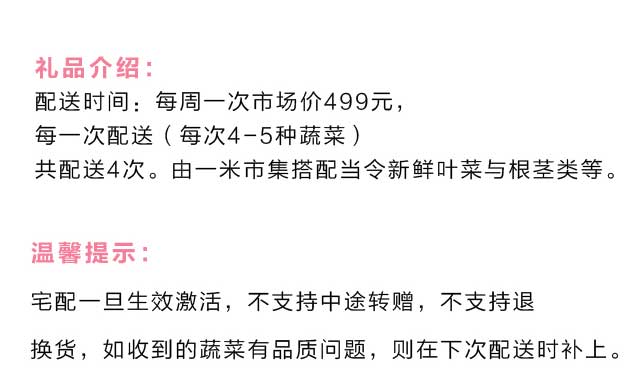 礼品介绍：
配送时间：每周一次市场价499元，
每一次配送（每次4-5种蔬菜）
共配送4次。由一米市集搭配当令新鲜叶菜与根茎类等。
温馨提示：
宅配一旦生效激活，不支持中途转赠，不支持退
换货，如收到的蔬菜有品质问题，则在下次配送时补上。